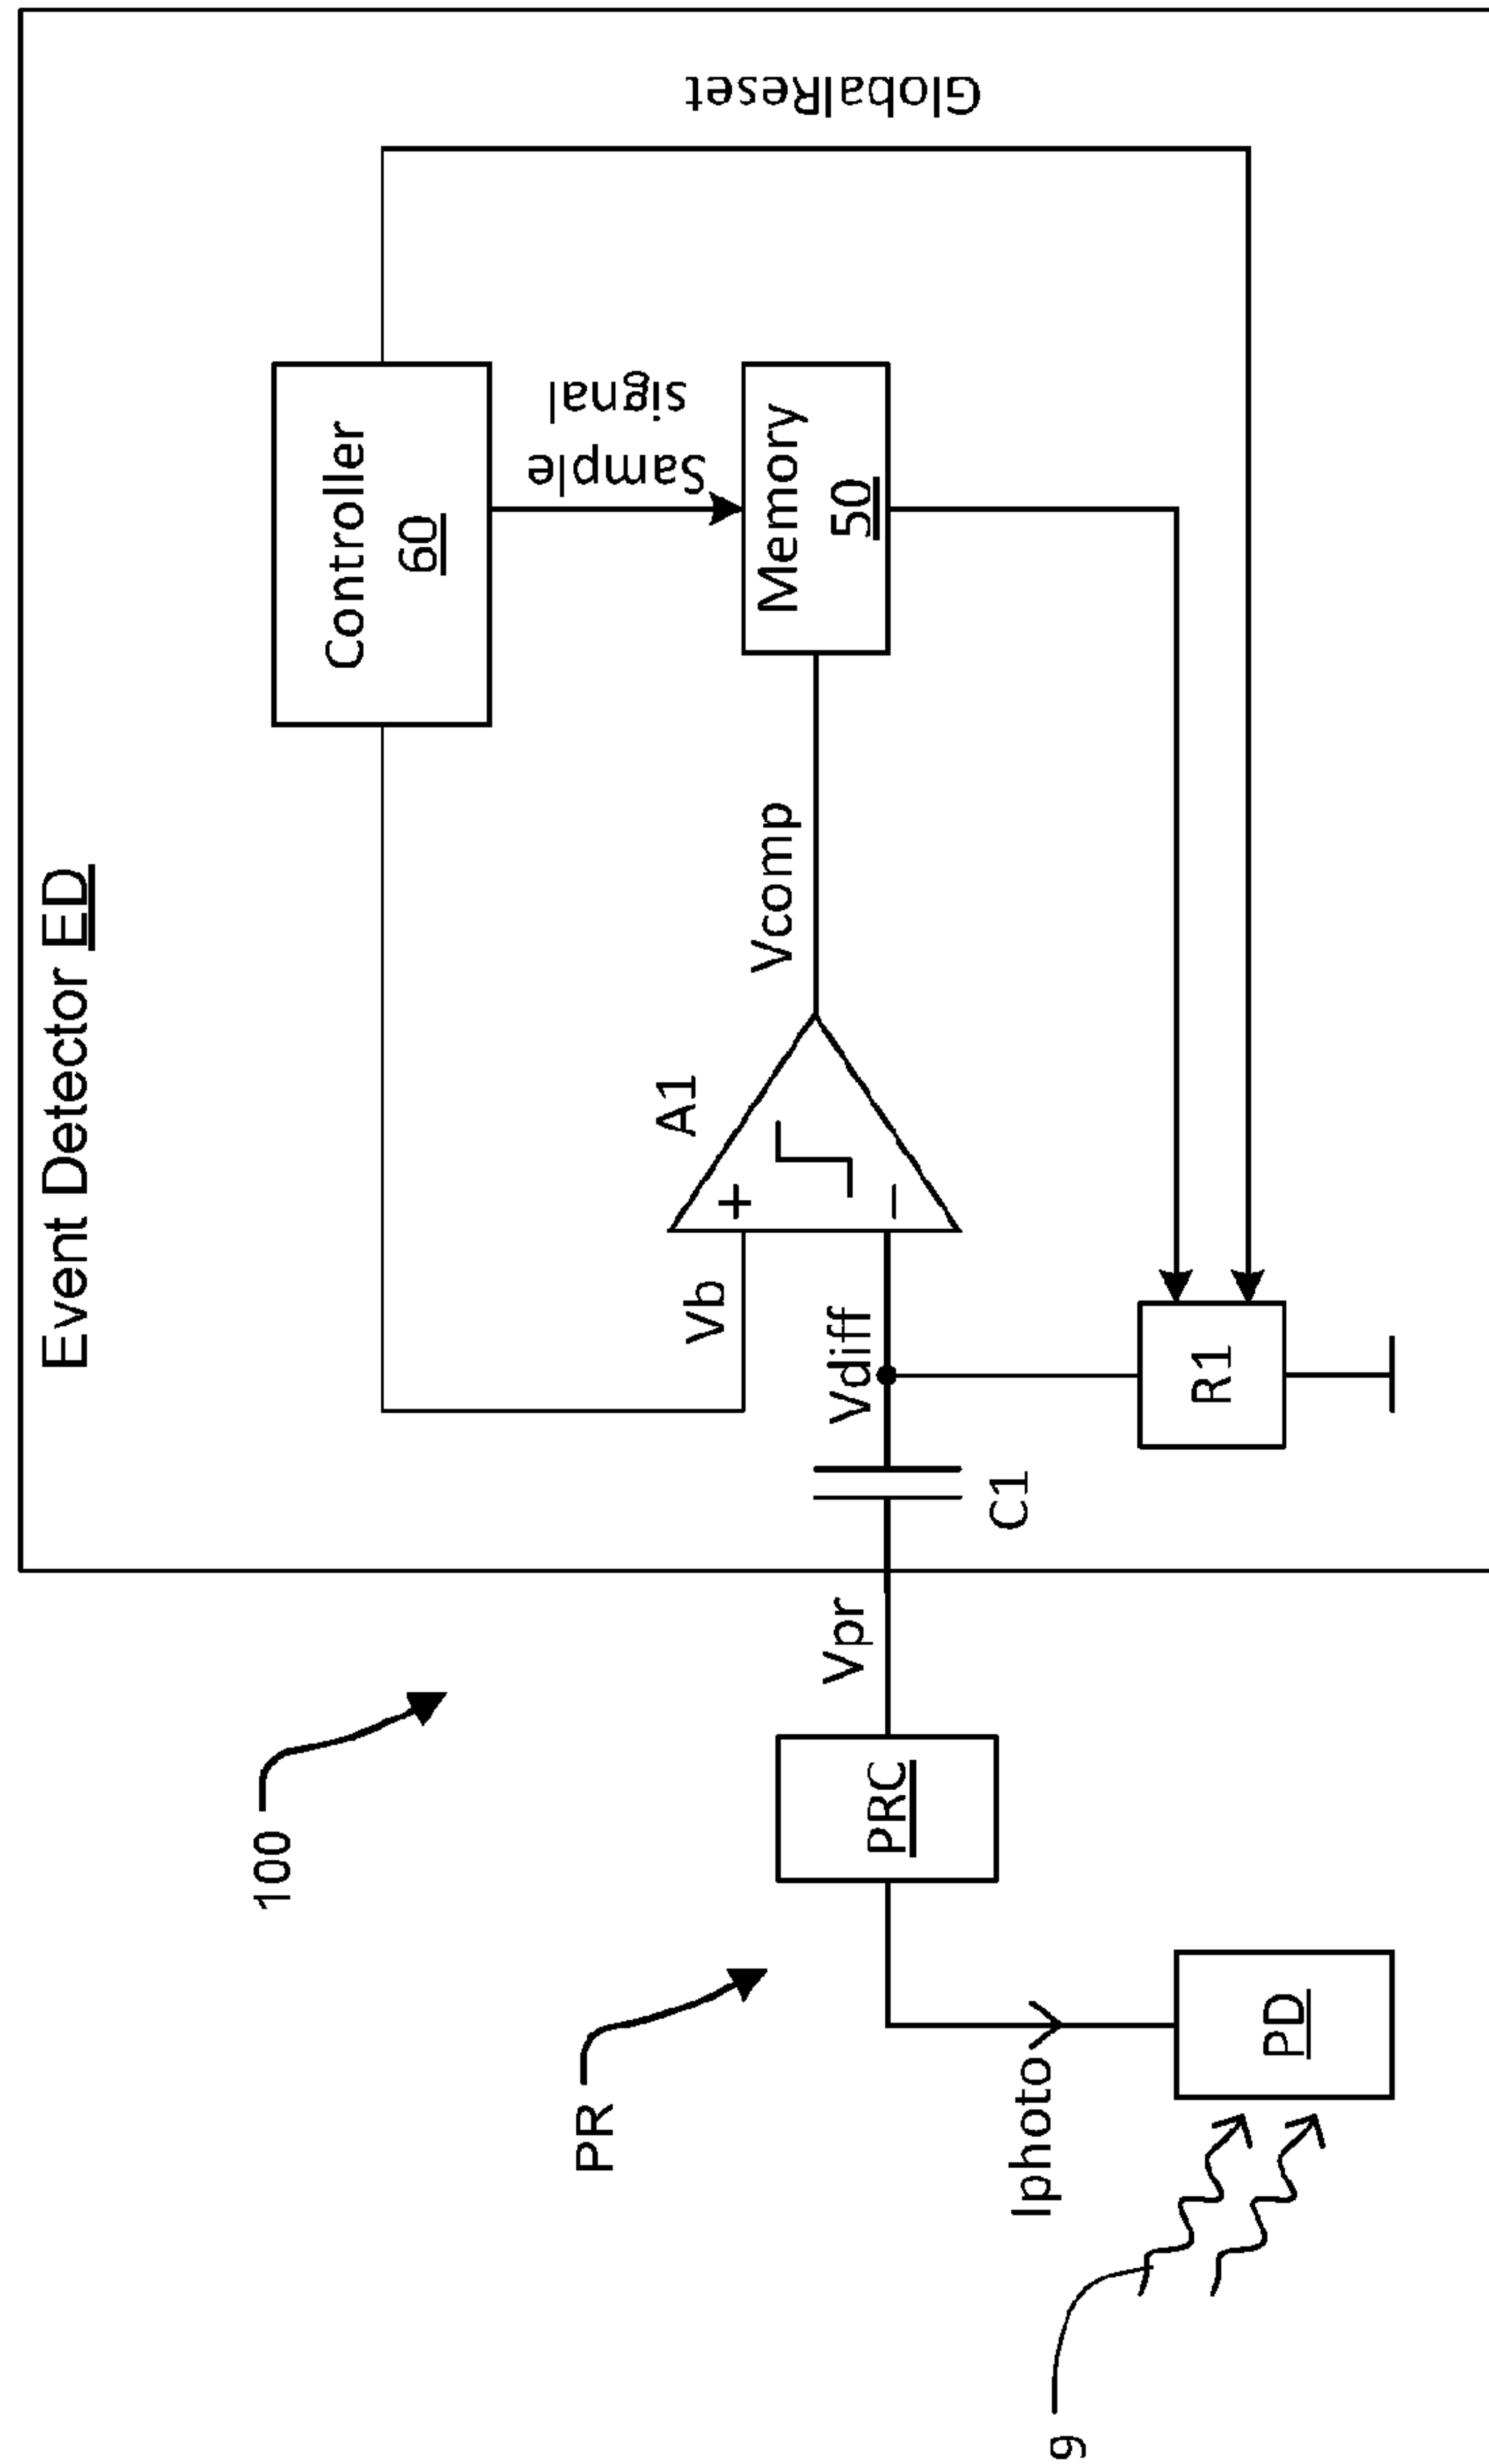 Event Detector ED
Controller
60
GlobalReset
Sample
signal
Memory
50
Vcomp
A1
+
−
Vb
Vdiff
C1
R1
Vpr
100
PRC
PR
Iphoto
PD
9